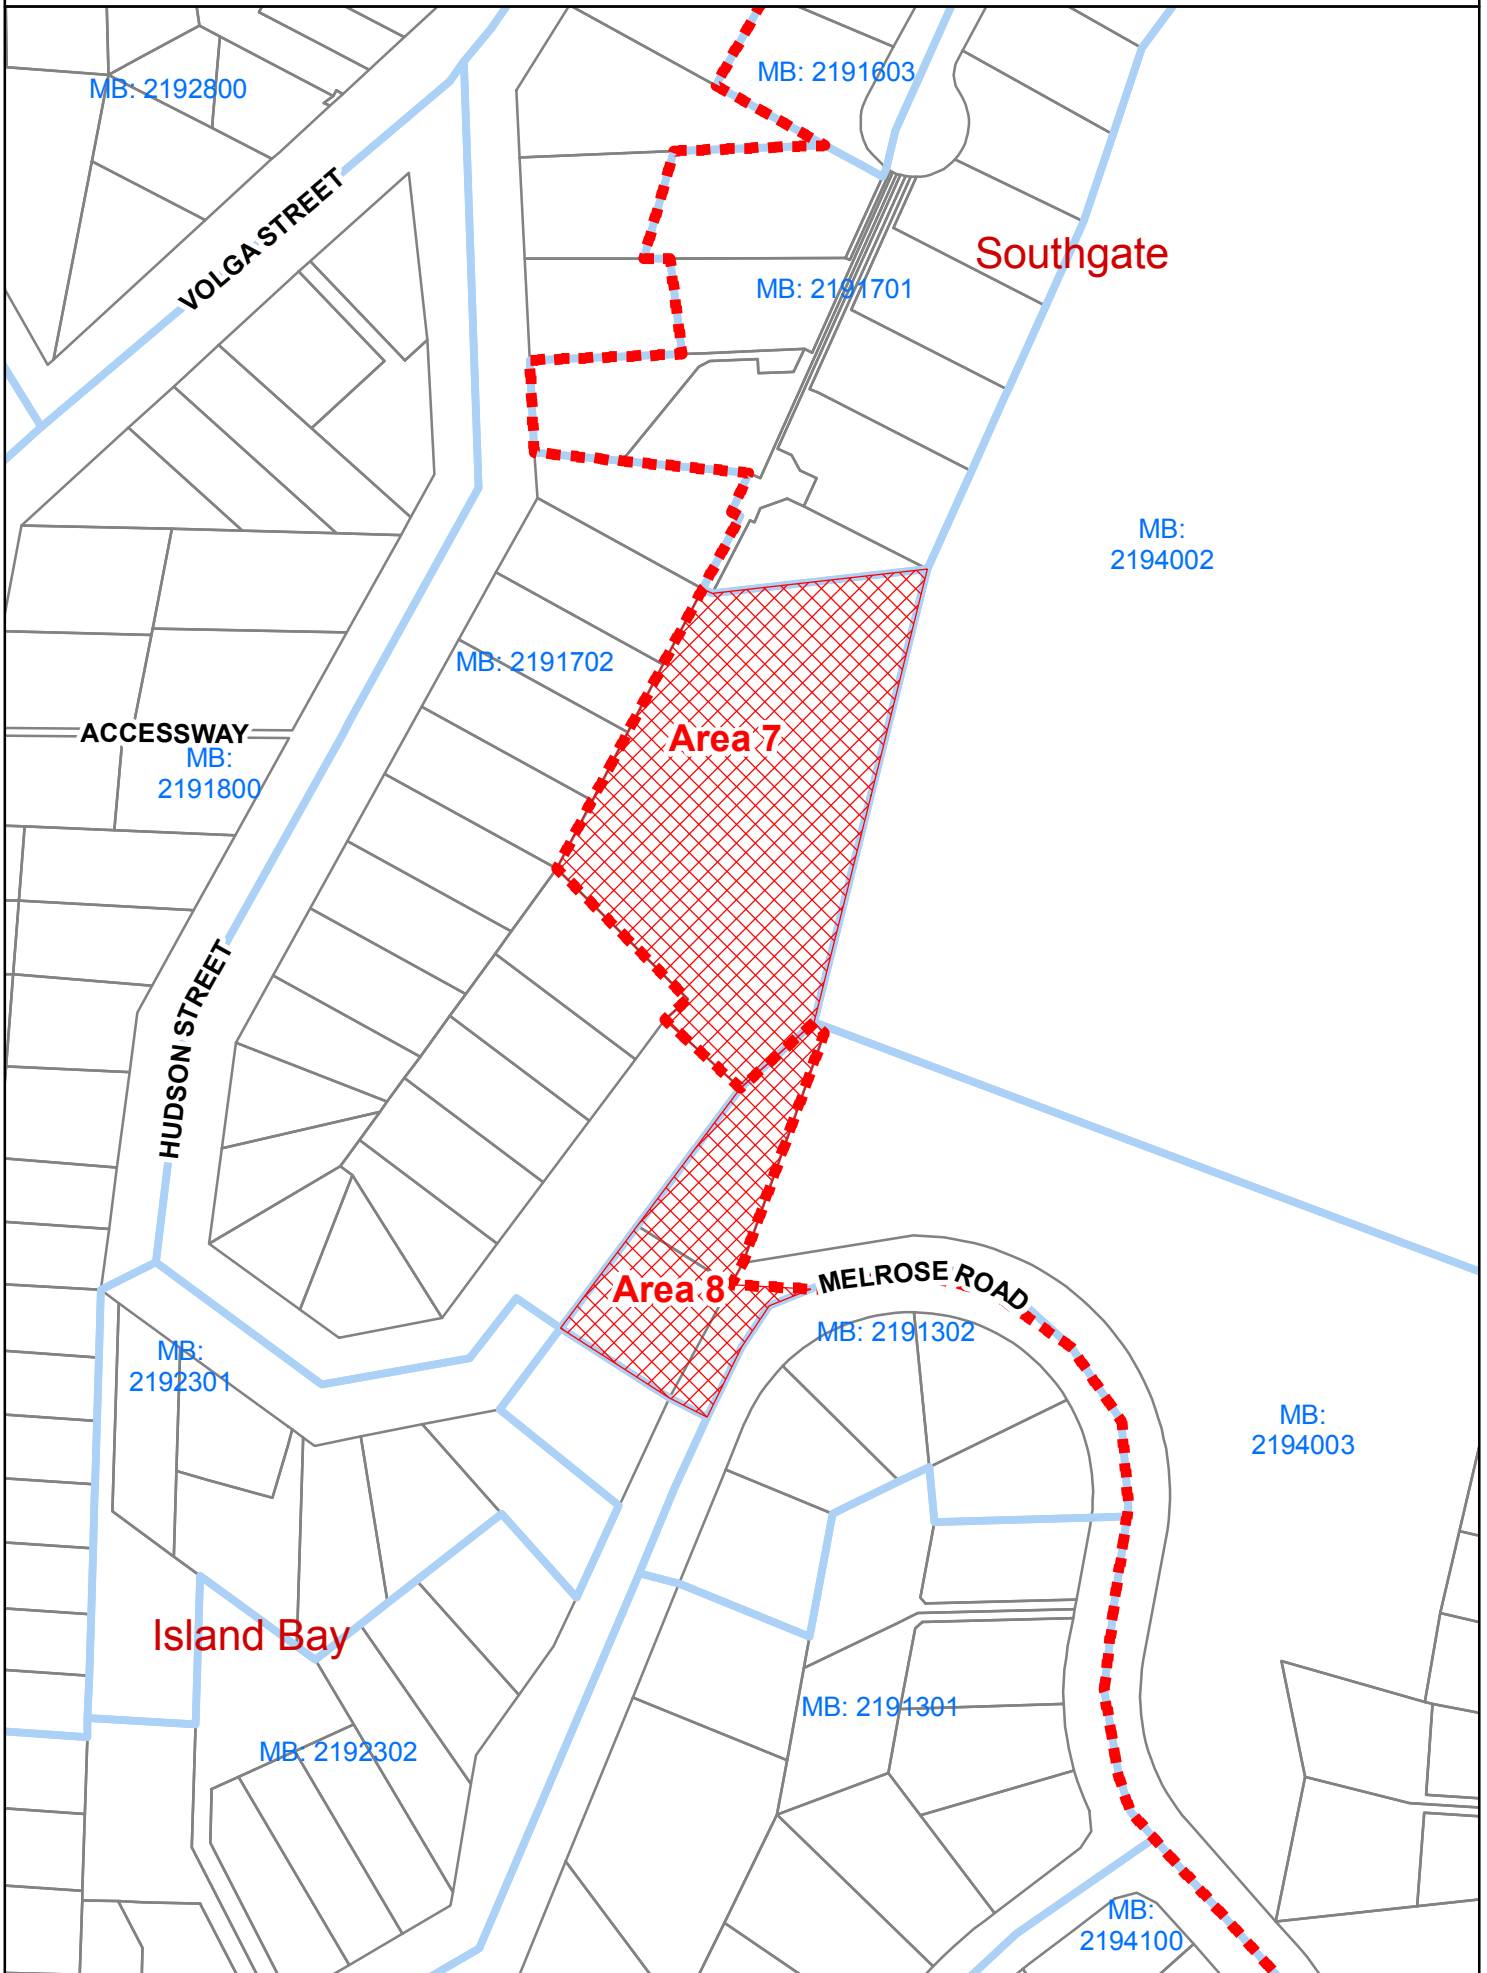 MB: 2191603
MB: 2192800
VOLGA STREET
Southgate
MB: 2191701
MB:
2194002
MB: 2191702
ACCESSWAY
Area 7
MB:
2191800
HUDSON STREET
MELROSE ROAD
Area 8
MB: 2191302
MB:
2192301
MB:
2194003
Island Bay
MB: 2191301
MB: 2192302
MB:
2194100